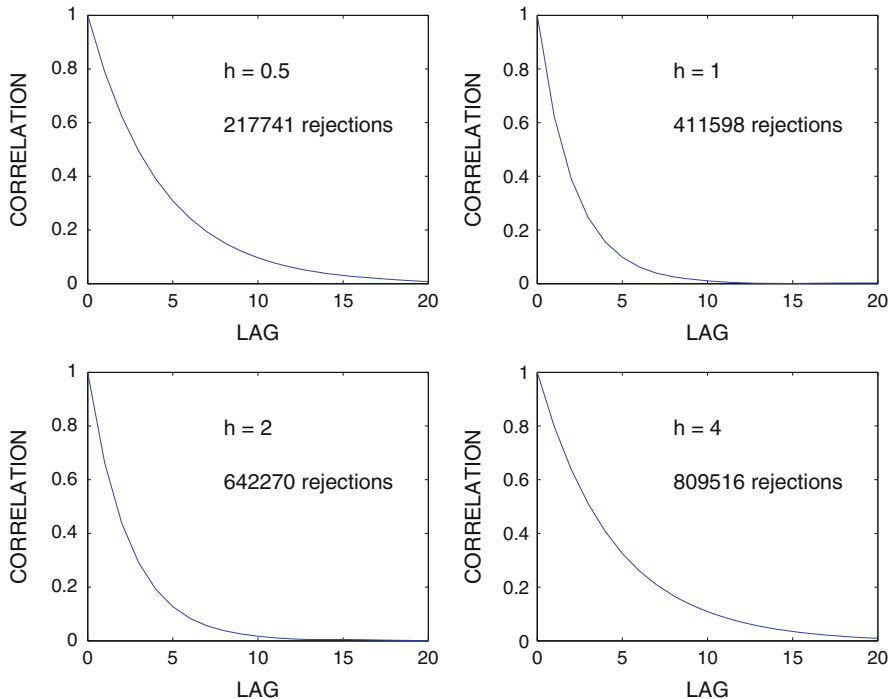 1
0.8
0.6
0.4
0.2
0
CORRELATION
h = 0.5
217741 rejections
0 5 10 15 20
LAG
1
0.8
0.6
0.4
0.2
0
CORRELATION
h = 1
411598 rejections
0 5 10 15 20
LAG
1
0.8
0.6
0.4
0.2
0
CORRELATION
h = 2
642270 rejections
0 5 10 15 20
LAG
1
0.8
0.6
0.4
0.2
0
CORRELATION
h = 4
809516 rejections
0 5 10 15 20
LAG